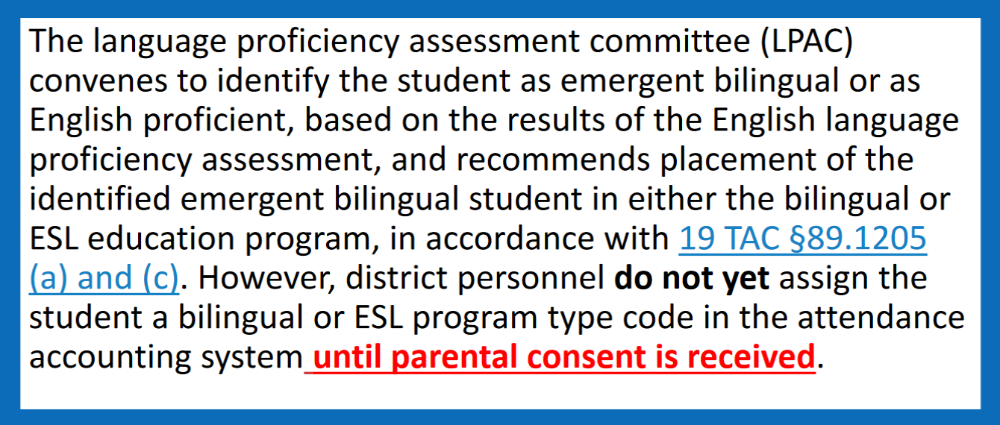 The language proficiency assessment committee (LPAC)
convenes to identify the student as emergent bilingual or as
English proficient, based on the results of the English language
proficiency assessment, and recommends placement of the
identified emergent bilingual student in either the bilingual or
ESL education program, in accordance with 19 TAC §89.1205
(a) and (c). However, district personnel do not yet assign the
student a bilingual or ESL program type code in the attendance
accounting system until parental consent is received.